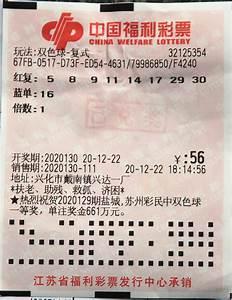 中国福利彩票
CHINA WELFARE LOTTERY
玩法:双色球-复式 32125354
67FB-0517-D73F-ED54-4631/79986850/F4240
红复: 5 8 9 11 14 17 29 30
蓝单: 16
倍数: 1
开奖期:2020130 20-12-22 ¥:56
销售期:2020130-111 20-12-22 18:14:56
地址:兴化市戴南镇兴达一厂
*扶老、助残、救孤、济困*
★热烈祝贺2020129期盐城,苏州彩民中双色球
一等奖,单注奖金661万元.
江苏省福利彩票发行中心承销